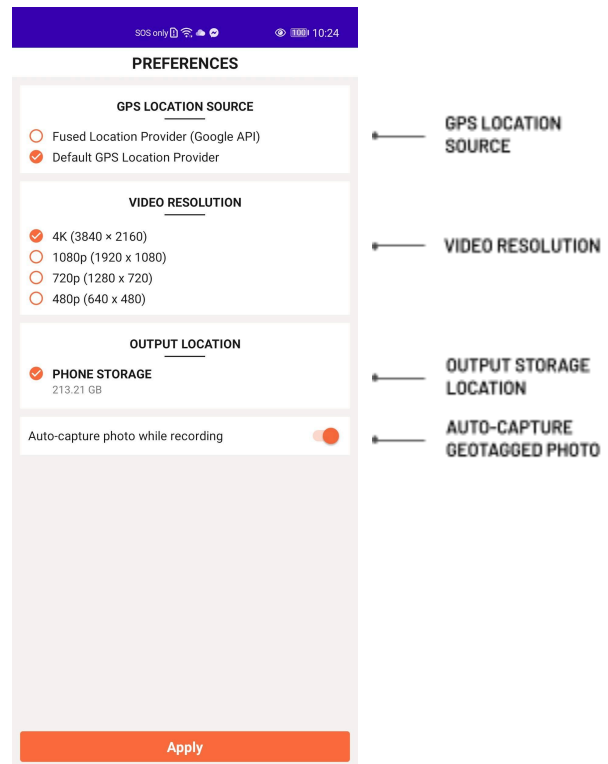 SOS only
100 10:24
PREFERENCES
GPS LOCATION SOURCE
Fused Location Provider (Google API)
Default GPS Location Provider
VIDEO RESOLUTION
4K (3840 × 2160)
1080p (1920 x 1080)
720p (1280 x 720)
480p (640 x 480)
OUTPUT LOCATION
PHONE STORAGE
213.21 GB
Auto-capture photo while recording
Apply
GPS LOCATION
SOURCE
VIDEO RESOLUTION
OUTPUT STORAGE
LOCATION
AUTO-CAPTURE
GEOTAGGED PHOTO